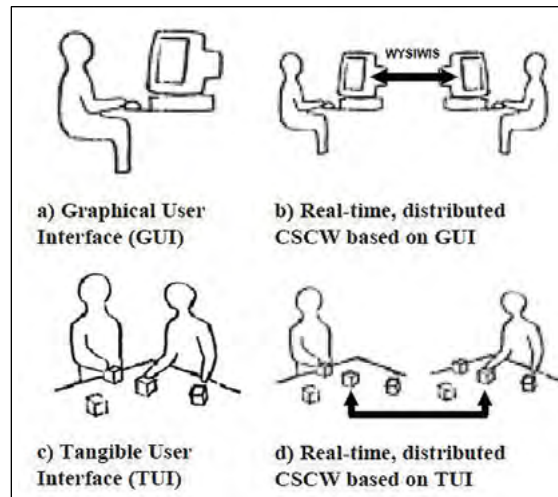 WYSIWIS
a) Graphical User
Interface (GUI)
b) Real-time, distributed
CSCW based on GUI
c) Tangible User
Interface (TUI)
d) Real-time, distributed
CSCW based on TUI